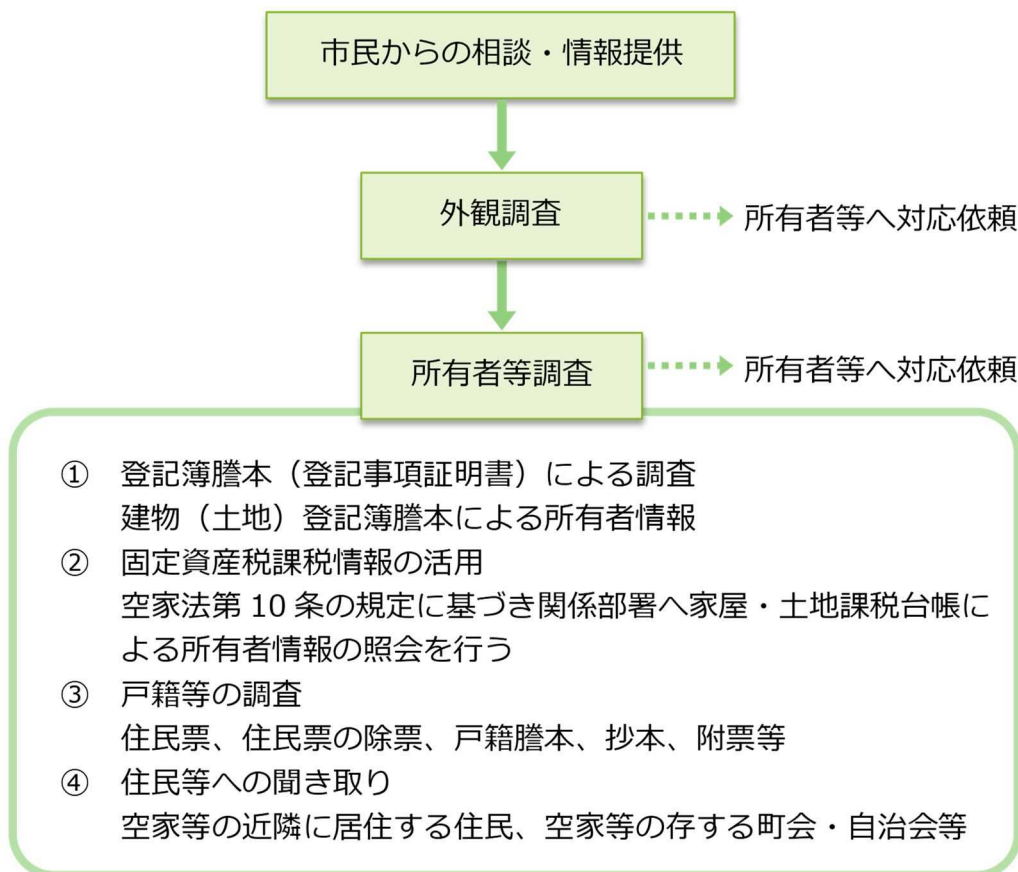 市民からの相談・情報提供
外観調査
所有者等へ対応依頼
所有者等調査
所有者等へ対応依頼
① 登記簿謄本（登記事項証明書）による調査
建物（土地）登記簿謄本による所有者情報
② 固定資産税課税情報の活用
空家法第 10 条の規定に基づき関係部署へ家屋・土地課税台帳に
よる所有者情報の照会を行う
③ 戸籍等の調査
住民票、住民票の除票、戸籍謄本、抄本、附票等
④ 住民等への聞き取り
空家等の近隣に居住する住民、空家等の存する町会・自治会等